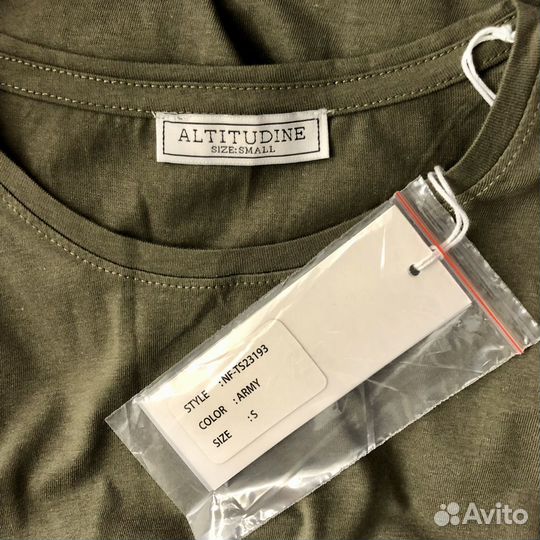 ALTITUDINE
SIZE:SMALL
STYLE :NF-TS23193
COLOR :ARMY
SIZE :S
Avito